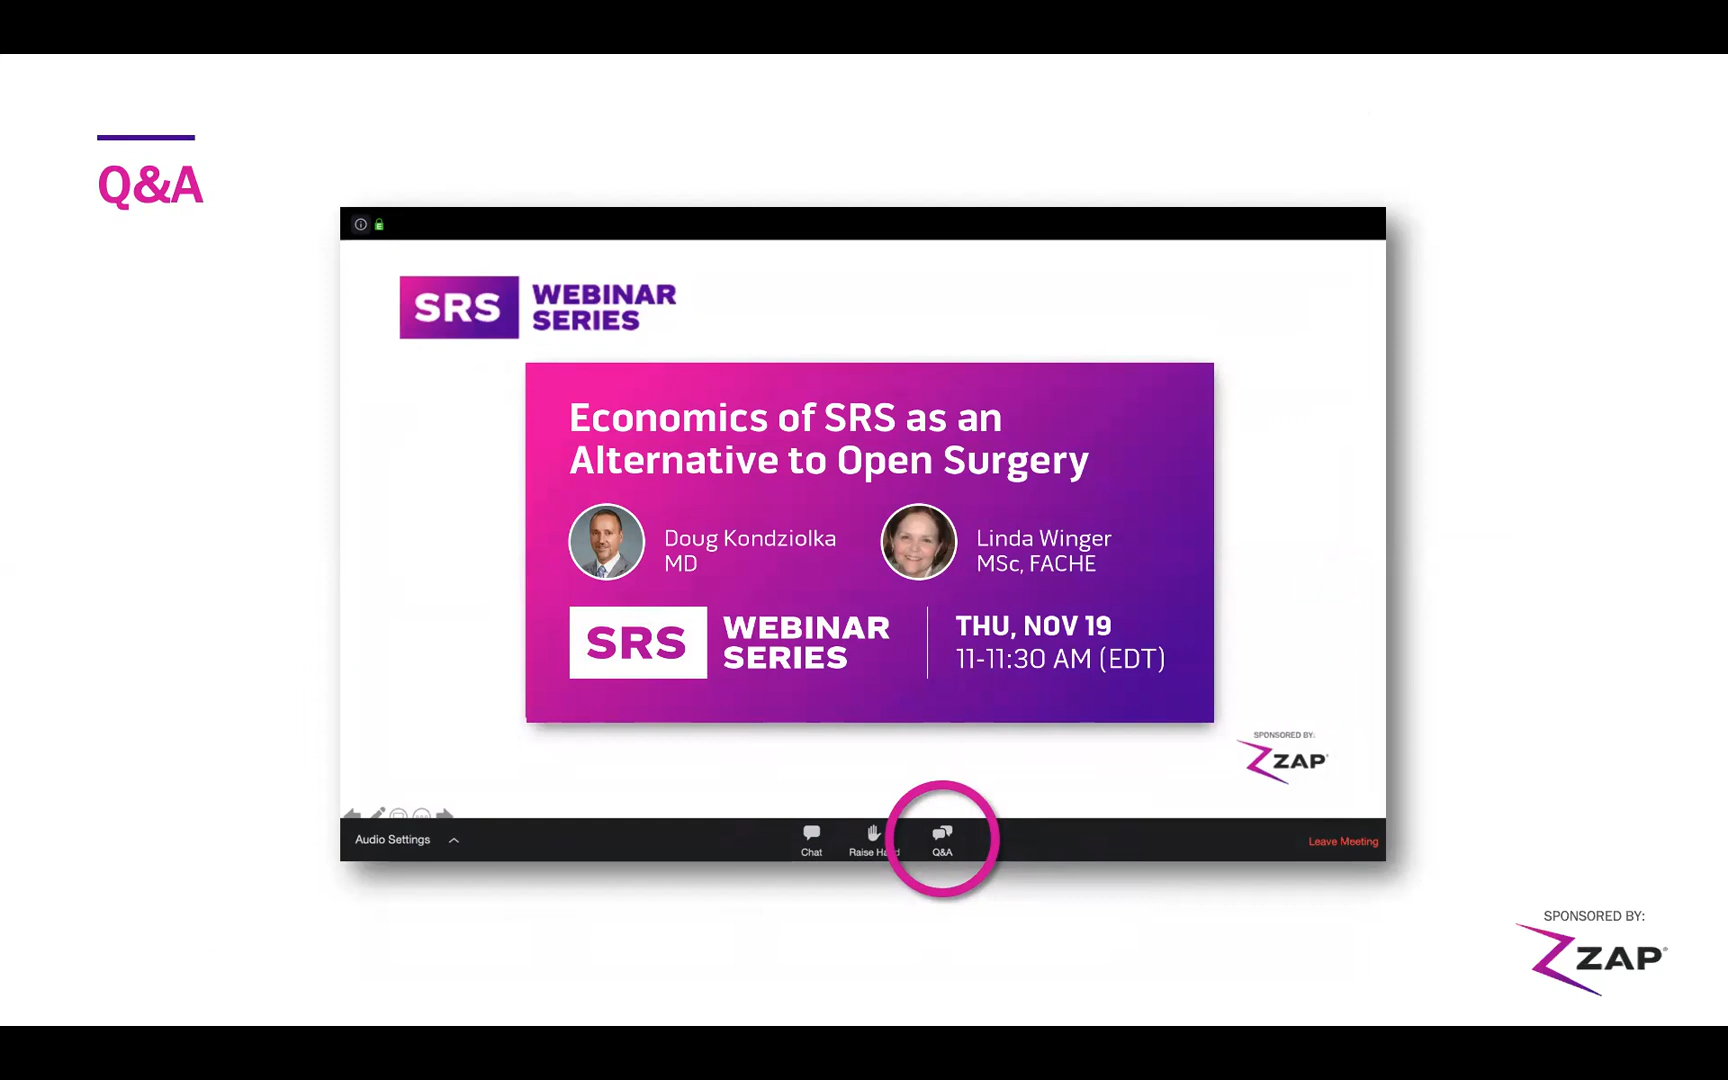 Q&A
SRS
WEBINAR
SERIES
Economics of SRS as an
Alternative to Open Surgery
Doug Kondziolka
MD
Linda Winger
MSc, FACHE
SRS
WEBINAR
SERIES
THU, NOV 19
11-11:30 AM (EDT)
SPONSORED BY:
ZAP
Audio Settings
Chat
Raise Hand
Q&A
Leave Meeting
SPONSORED BY:
ZAP®